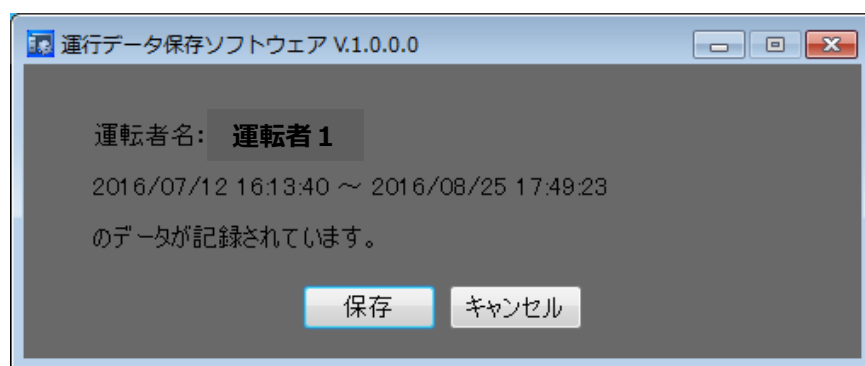 運行データ保存ソフトウェア V.1.0.0.0
運転者名: 運転者１
2016/07/12 16:13:40 ～ 2016/08/25 17:49:23
のデータが記録されています。
保存 キャンセル